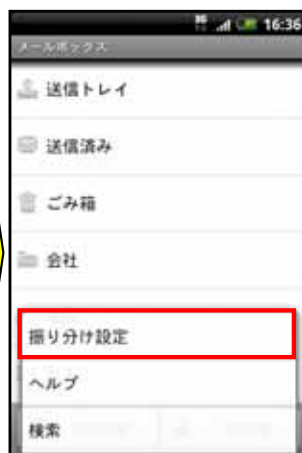 16:36
メールボックス
送信トレイ
送信済み
ごみ箱
会社
振り分け設定
ヘルプ
検索